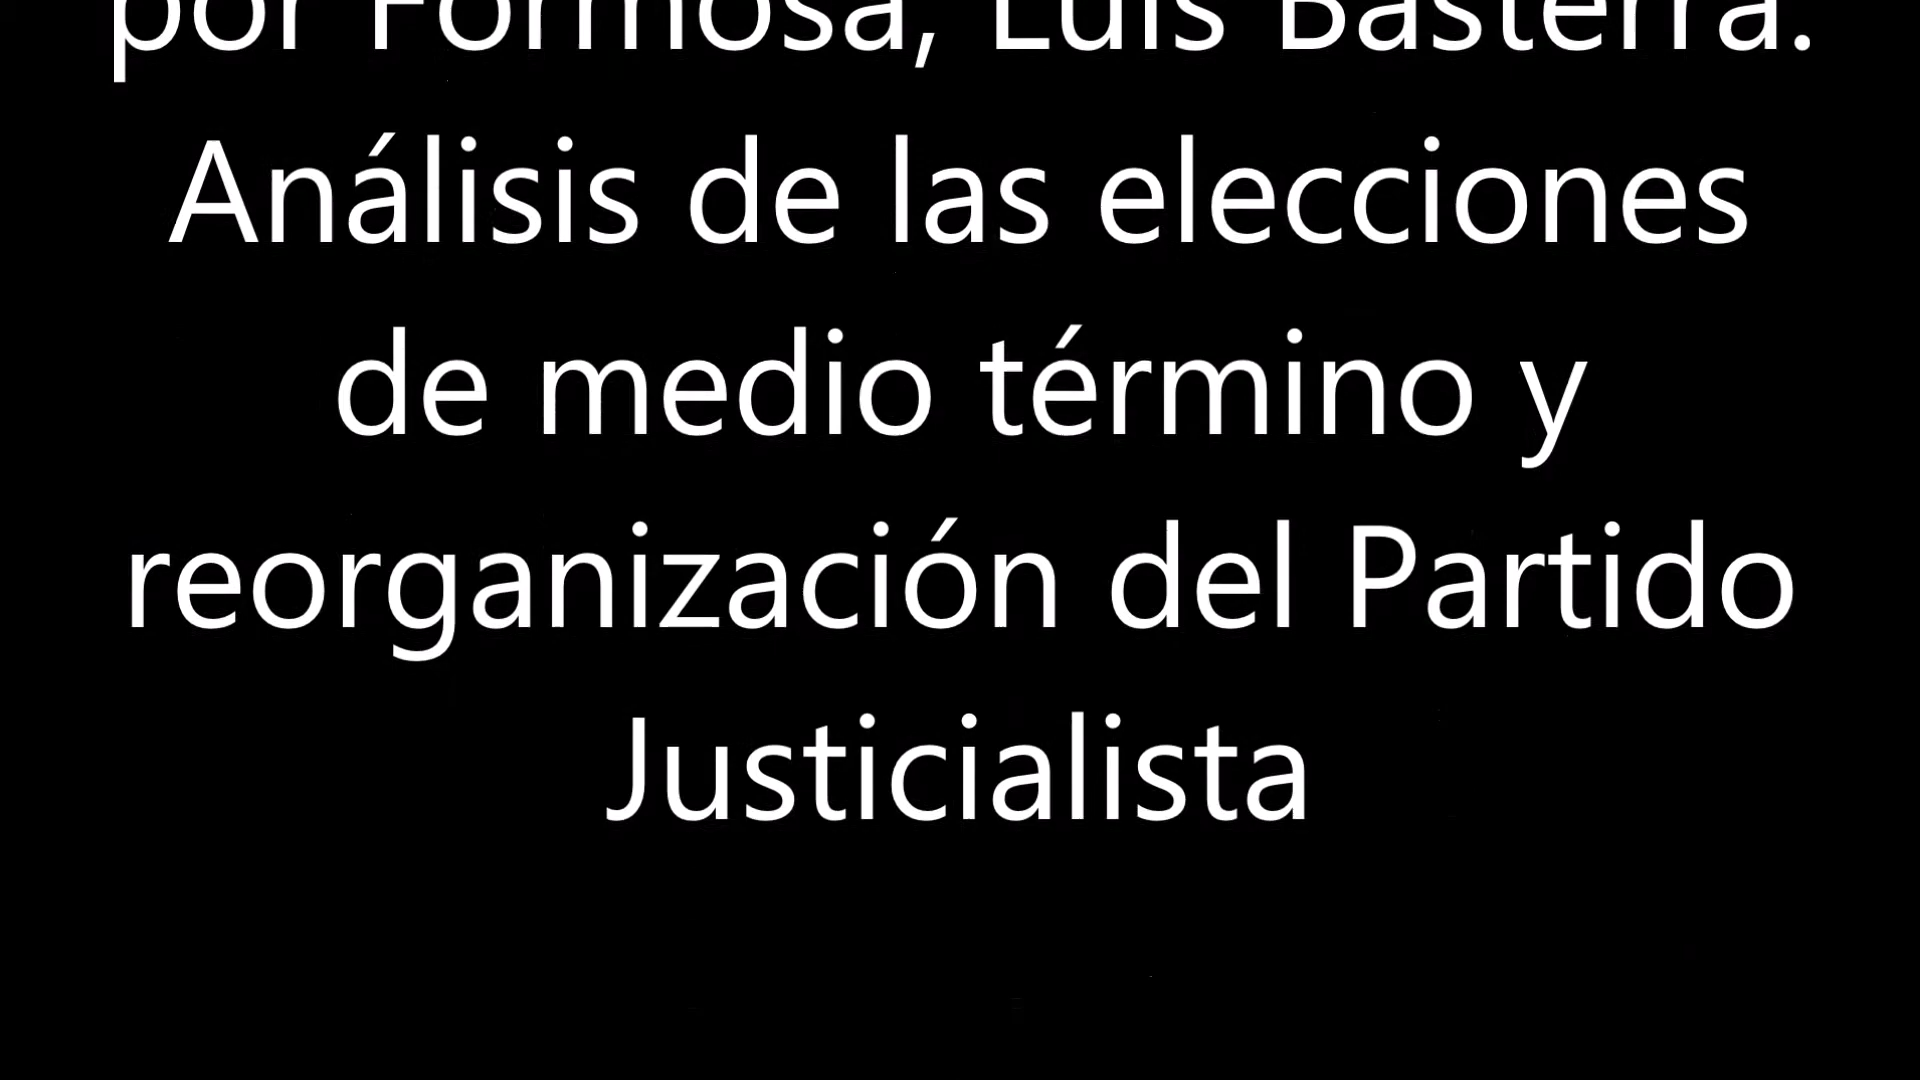 por Formosa, Luis Basterra.
Análisis de las elecciones
de medio término y
reorganización del Partido
Justicialista